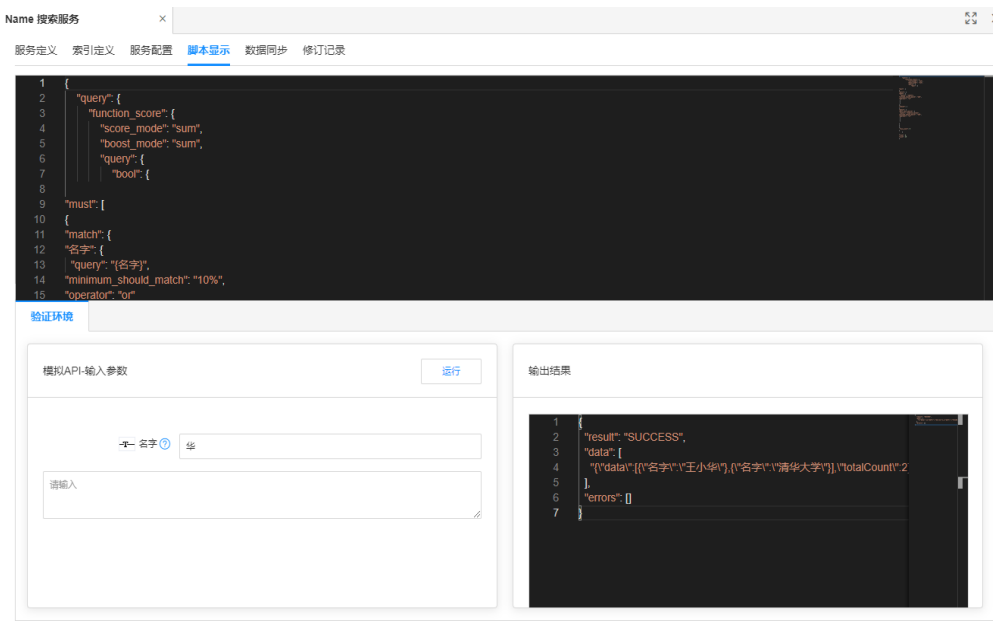 Name 搜索服务 ×
服务定义 索引定义 服务配置 脚本显示 数据同步 修订记录
1 {
2 "query": {
3 "function_score": {
4 "score_mode": "sum",
5 "boost_mode": "sum",
6 "query": {
7 "bool": {
8
9 "must": [
10 {
11 "match": {
12 "名字": {
13 "query": "{名字}",
14 "minimum_should_match": "10%",
15 "operator": "or"
验证环境
模拟API-输入参数 运行
-T- 名字 ? 华
请输入
输出结果
1 {
2 "result": "SUCCESS",
3 "data": [
4 "{\"data\":[{\"名字\":\"王小华\"},{\"名字\":\"清华大学\"}],\"totalCount\":2
5 ],
6 "errors": []
7 }